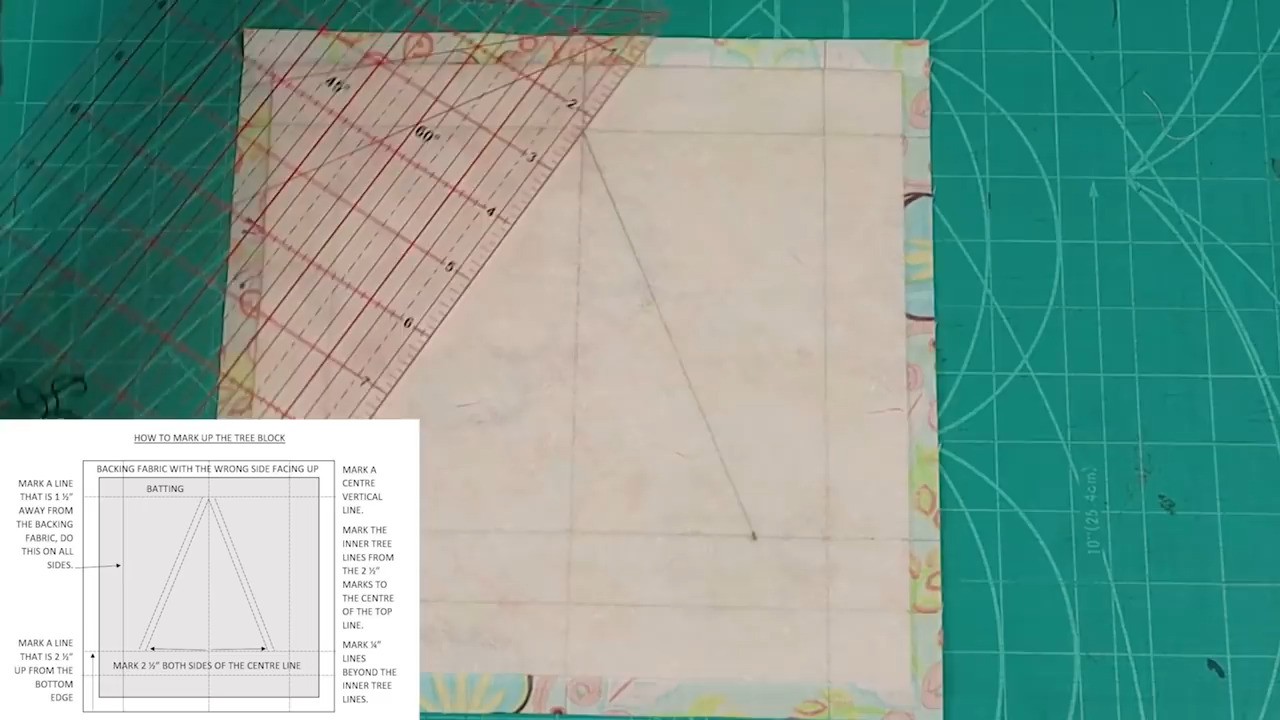 45°
60°
2
3
4
5
6
7
10"(25.4cm)
HOW TO MARK UP THE TREE BLOCK
BACKING FABRIC WITH THE WRONG SIDE FACING UP
BATTING
MARK A LINE
THAT IS 1 ½"
AWAY FROM
THE BACKING
FABRIC, DO
THIS ON ALL
SIDES.
MARK A LINE
THAT IS 2 ½"
UP FROM THE
BOTTOM
EDGE
MARK 2 ½" BOTH SIDES OF THE CENTRE LINE
MARK A
CENTRE
VERTICAL
LINE.
MARK THE
INNER TREE
LINES FROM
THE 2 ½"
MARKS TO
THE CENTRE
OF THE TOP
LINE.
MARK ¼"
LINES
BEYOND THE
INNER TREE
LINES.